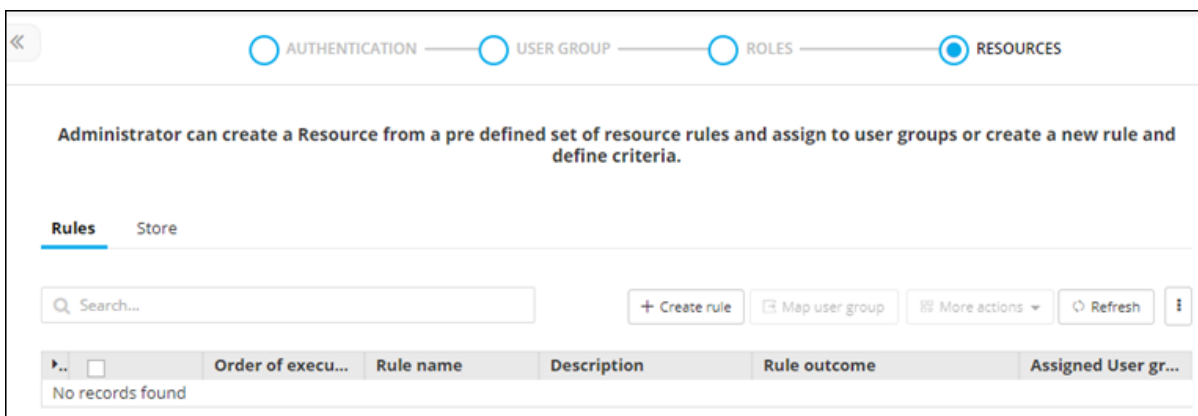 AUTHENTICATION USER GROUP ROLES RESOURCES
Administrator can create a Resource from a pre defined set of resource rules and assign to user groups or create a new rule and
define criteria.
Rules Store
Search... + Create rule Map user group More actions Refresh
Order of execu... Rule name Description Rule outcome Assigned User gr...
No records found